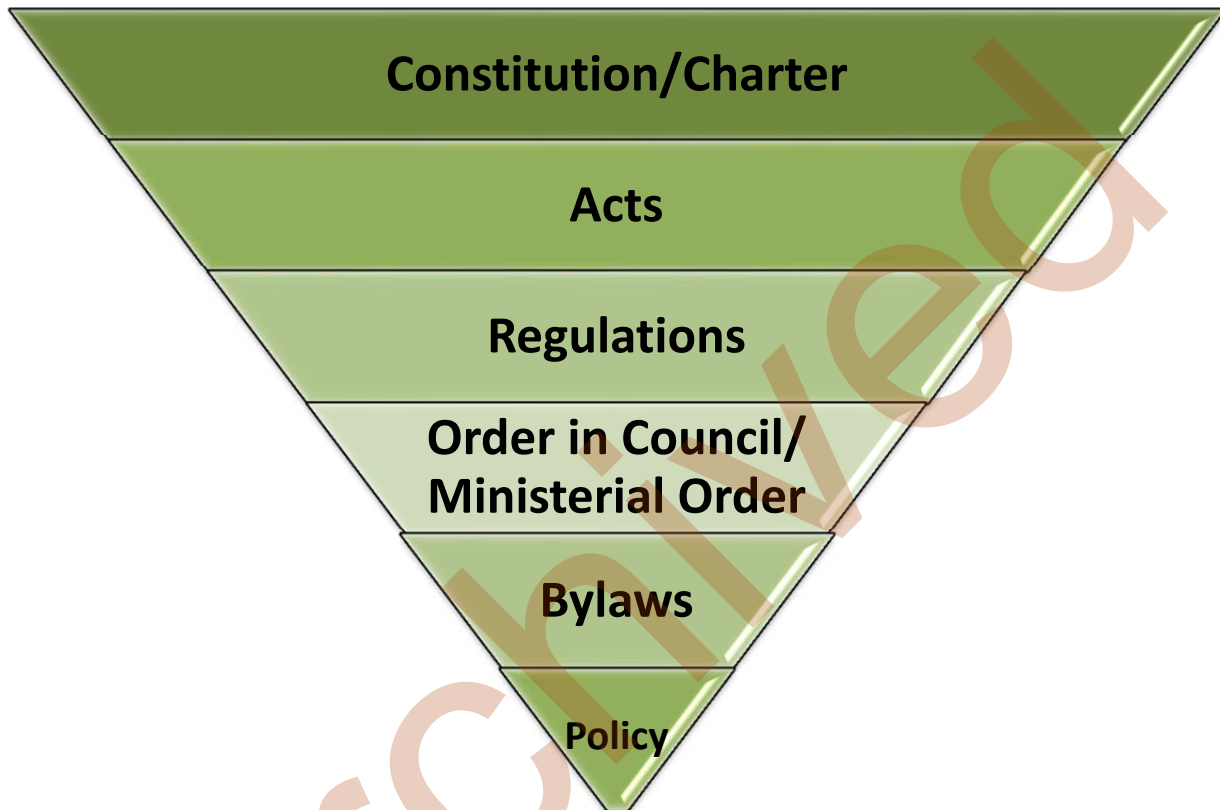 Constitution/Charter
Acts
Regulations
Order in Council/
Ministerial Order
Bylaws
Policy